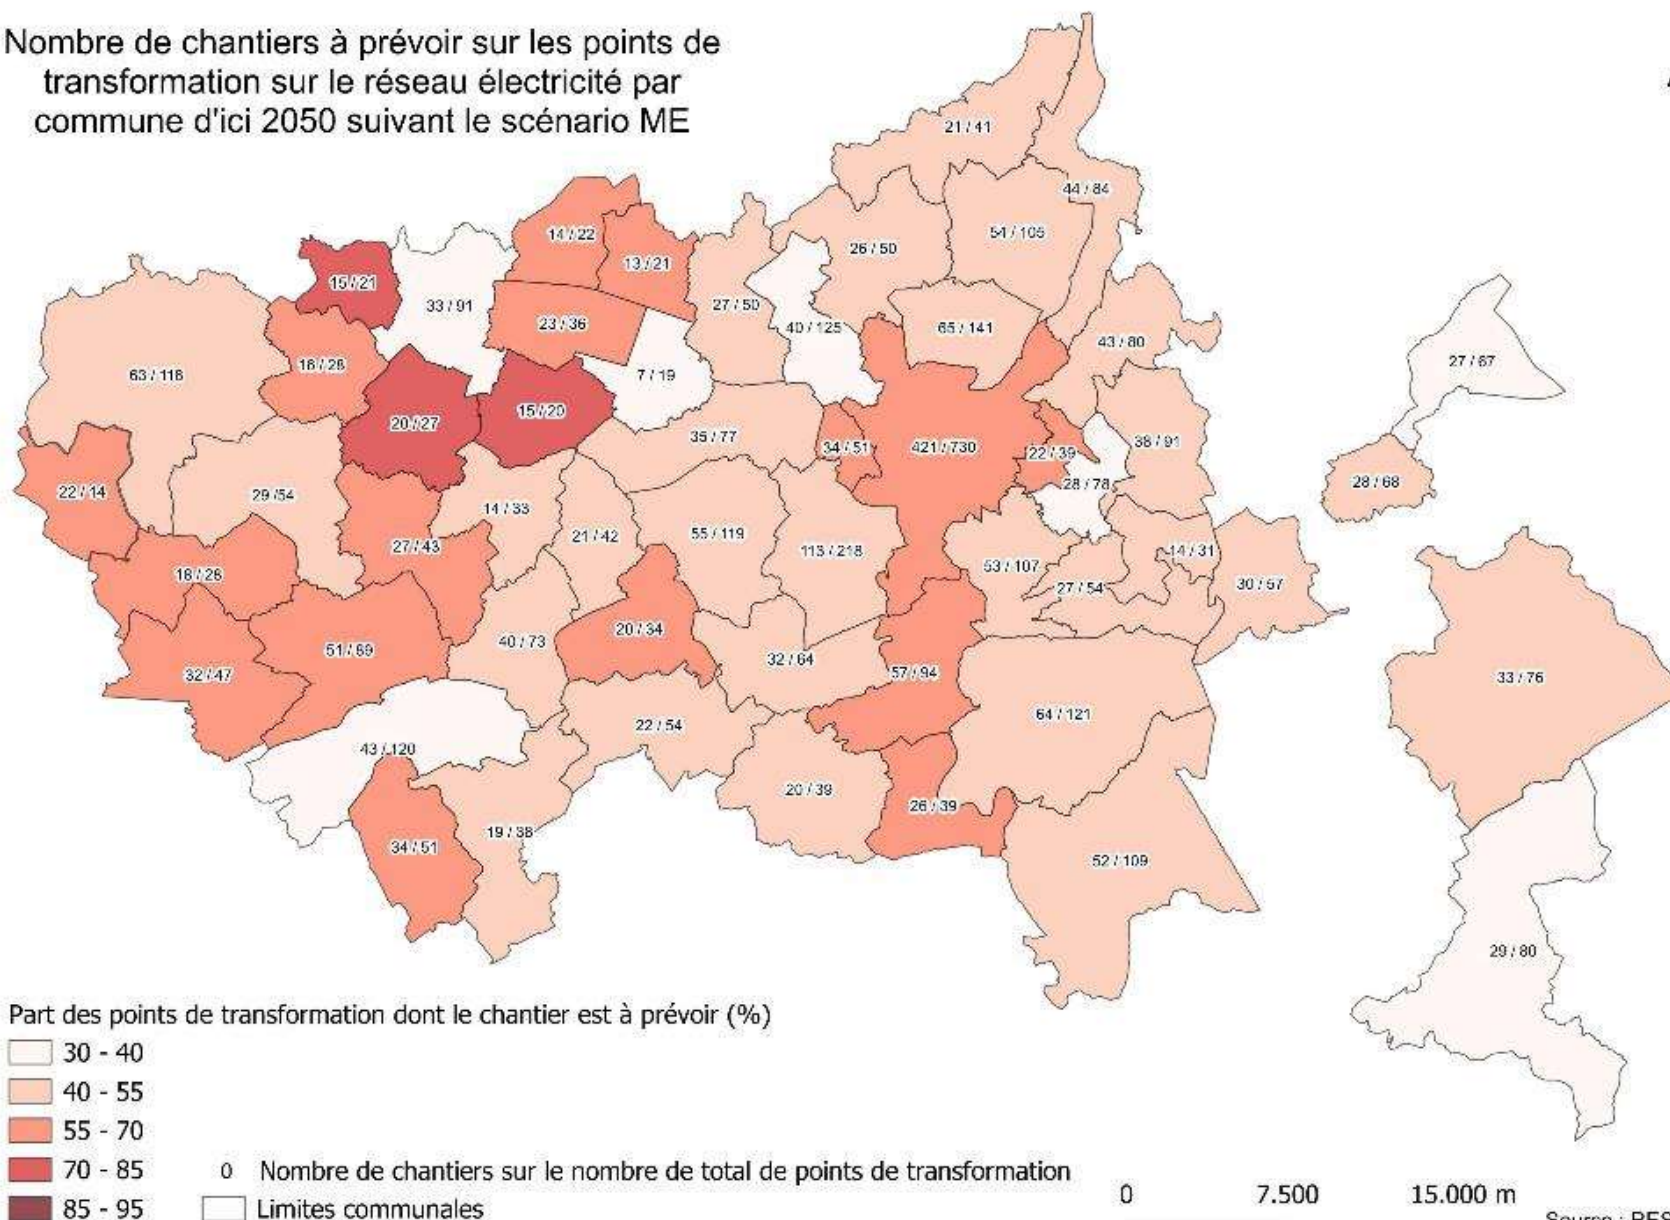 Nombre de chantiers à prévoir sur les points de
transformation sur le réseau électricité par
commune d'ici 2050 suivant le scénario ME
21 / 41
44 / 84
14 / 22
54 / 105
26 / 50
13 / 21
15 / 21
27 / 50
33 / 91
23 / 36
40 / 125
65 / 141
43 / 80
27 / 67
18 / 28
63 / 118
7 / 19
15 / 20
20 / 27
35 / 77
38 / 91
34 / 51
421 / 730
22 / 39
28 / 68
28 / 78
22 / 14
29 / 54
14 / 33
21 / 42
55 / 119
27 / 43
113 / 218
14 / 31
53 / 107
18 / 28
27 / 54
30 / 57
20 / 34
40 / 73
51 / 89
32 / 64
32 / 47
57 / 94
33 / 76
64 / 121
22 / 54
43 / 120
20 / 39
26 / 39
19 / 38
34 / 51
52 / 109
29 / 80
Part des points de transformation dont le chantier est à prévoir (%)
30 - 40
40 - 55
55 - 70
70 - 85
0 Nombre de chantiers sur le nombre de total de points de transformation
85 - 95
Limites communales
0 7.500 15.000 m
Source : RES